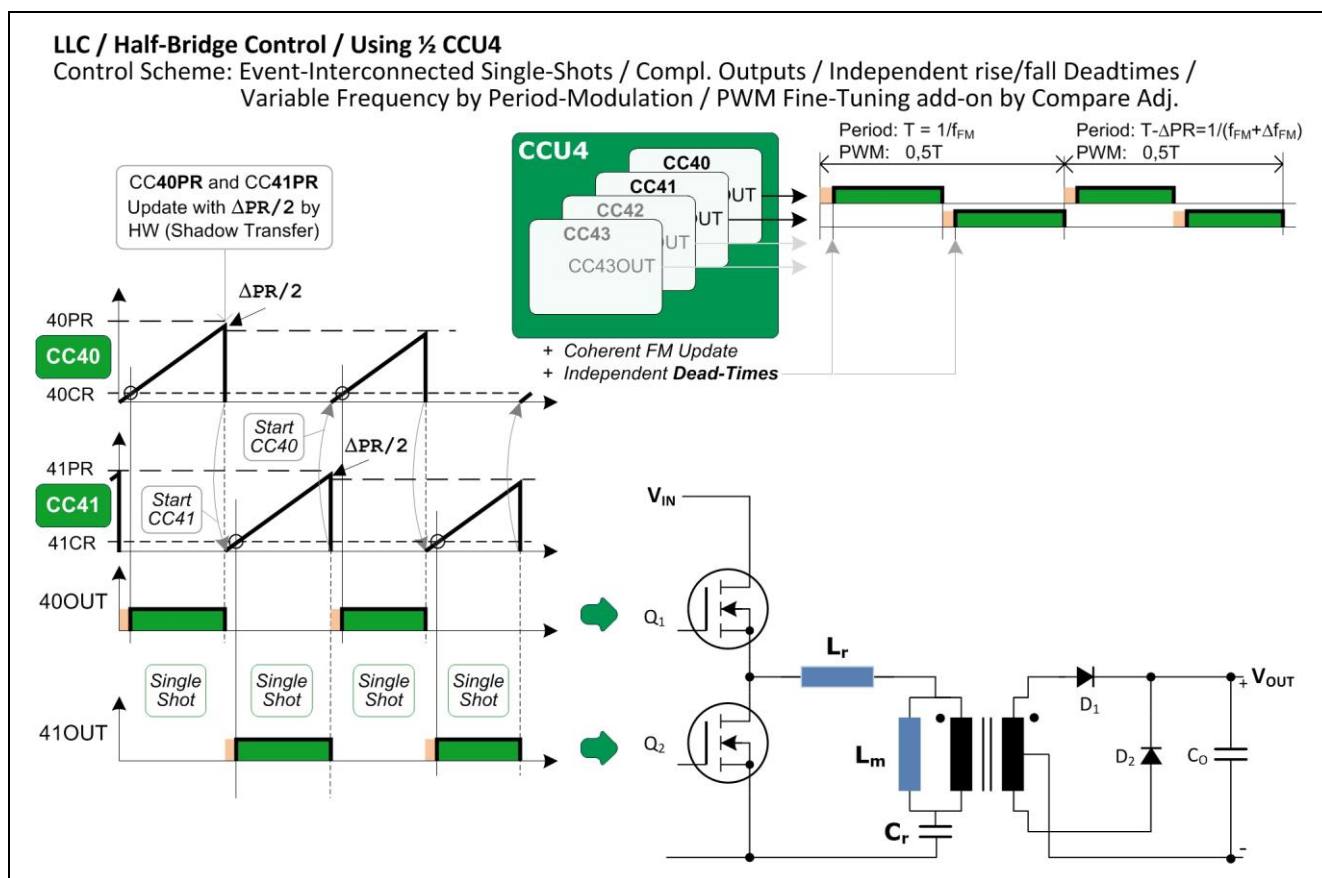 LLC / Half-Bridge Control / Using ½ CCU4
Control Scheme: Event-Interconnected Single-Shots / Compl. Outputs / Independent rise/fall Deadtimes /
Variable Frequency by Period-Modulation / PWM Fine-Tuning add-on by Compare Adj.
CCU4
CC40
CC41
OUT
CC42
OUT
CC43
OUT
CC43OUT
Period: T = 1/fFM
PWM: 0,5T
Period: T-ΔPR=1/(fFM+ΔfFM)
PWM: 0,5T
+ Coherent FM Update
+ Independent Dead-Times
CC40PR and CC41PR
Update with ΔPR/2 by
HW (Shadow Transfer)
ΔPR/2
40PR
CC40
40CR
Start
CC40
ΔPR/2
41PR
CC41
Start
CC41
41CR
40OUT
Single
Shot
Single
Shot
Single
Shot
Single
Shot
41OUT
VIN
Q1
Lr
Q2
Lm
Cr
D1
D2
CO
+ VOUT
-